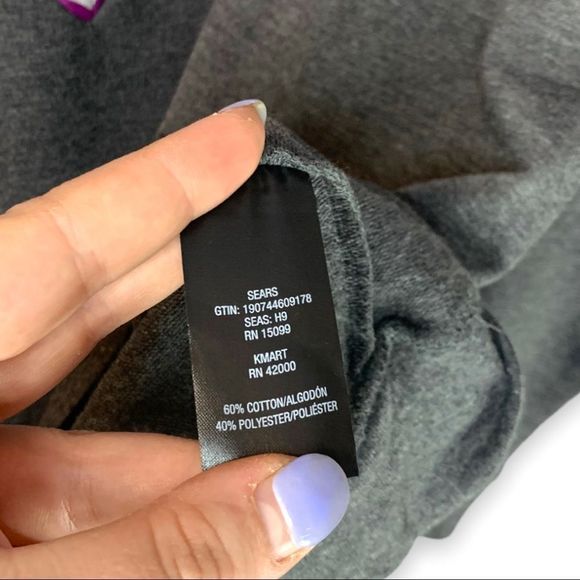 SEARS
GTIN: 190744609178
SEAS: H9
RN 15099
KMART
RN 42000
60% COTTON/ALGODÓN
40% POLYESTER/POLIÉSTER